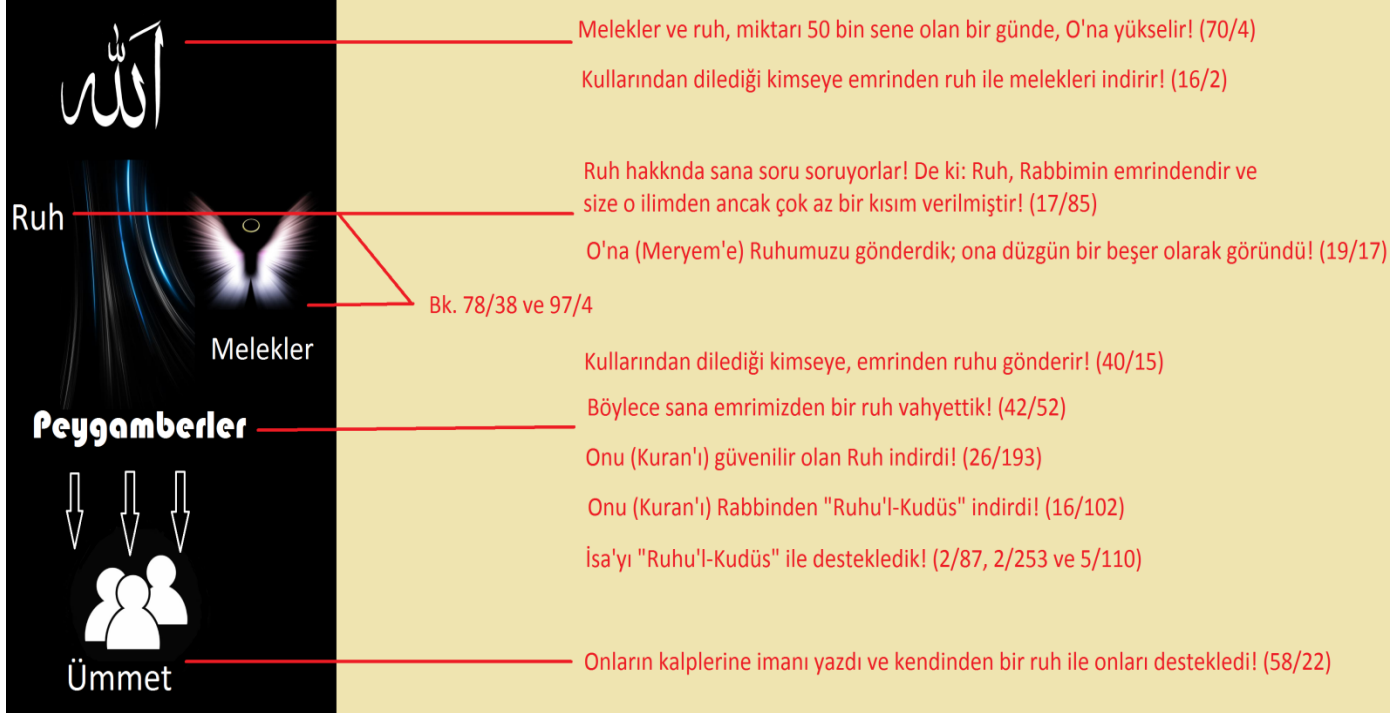 الله
Melekler ve ruh, miktarı 50 bin sene olan bir günde, O'na yükselir! (70/4)
Kullarından dilediği kimseye emrinden ruh ile melekleri indirir! (16/2)
Ruh
Ruh hakknda sana soru soruyorlar! De ki: Ruh, Rabbimin emrindendir ve
size o ilimden ancak çok az bir kısım verilmiştir! (17/85)
O'na (Meryem'e) Ruhumuzu gönderdik; ona düzgün bir beşer olarak göründü! (19/17)
Bk. 78/38 ve 97/4
Melekler
Kullarından dilediği kimseye, emrinden ruhu gönderir! (40/15)
Peygamberler
Böylece sana emrimizden bir ruh vahyettik! (42/52)
Onu (Kuran'ı) güvenilir olan Ruh indirdi! (26/193)
Onu (Kuran'ı) Rabbinden "Ruhu'l-Kudüs" indirdi! (16/102)
İsa'yı "Ruhu'l-Kudüs" ile destekledik! (2/87, 2/253 ve 5/110)
Ümmet
Onların kalplerine imanı yazdı ve kendinden bir ruh ile onları destekledi! (58/22)